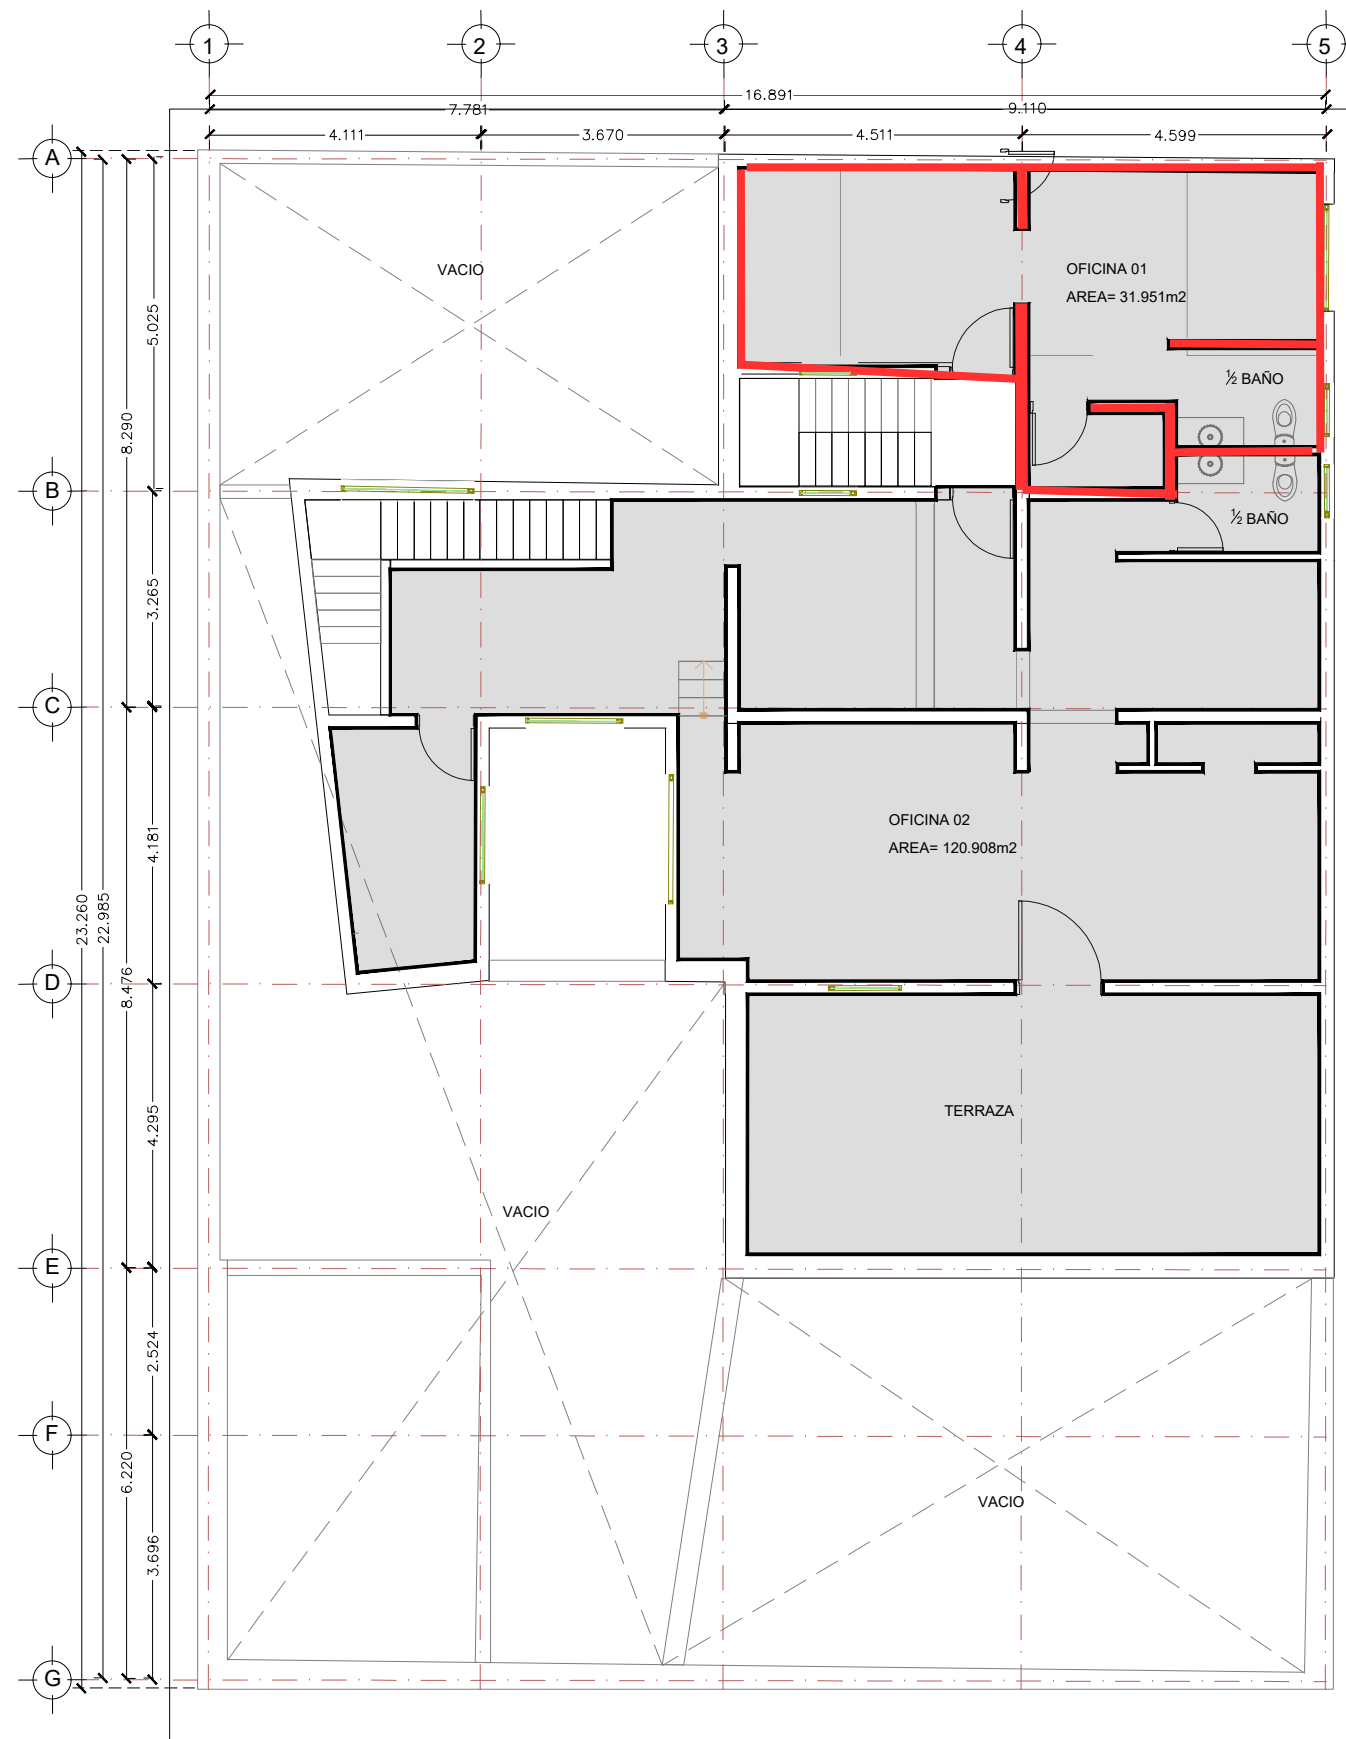 1 2 3 4 5
16.891
7.781 9.110
4.111 3.670 4.511 4.599
A
B
C
D
E
F
G
23.260
22.985
8.290
8.476
6.220
5.025
3.265
4.181
4.295
2.524
3.696
VACIO
OFICINA 01
AREA= 31.951m2
½ BAÑO
½ BAÑO
OFICINA 02
AREA= 120.908m2
TERRAZA
VACIO
VACIO